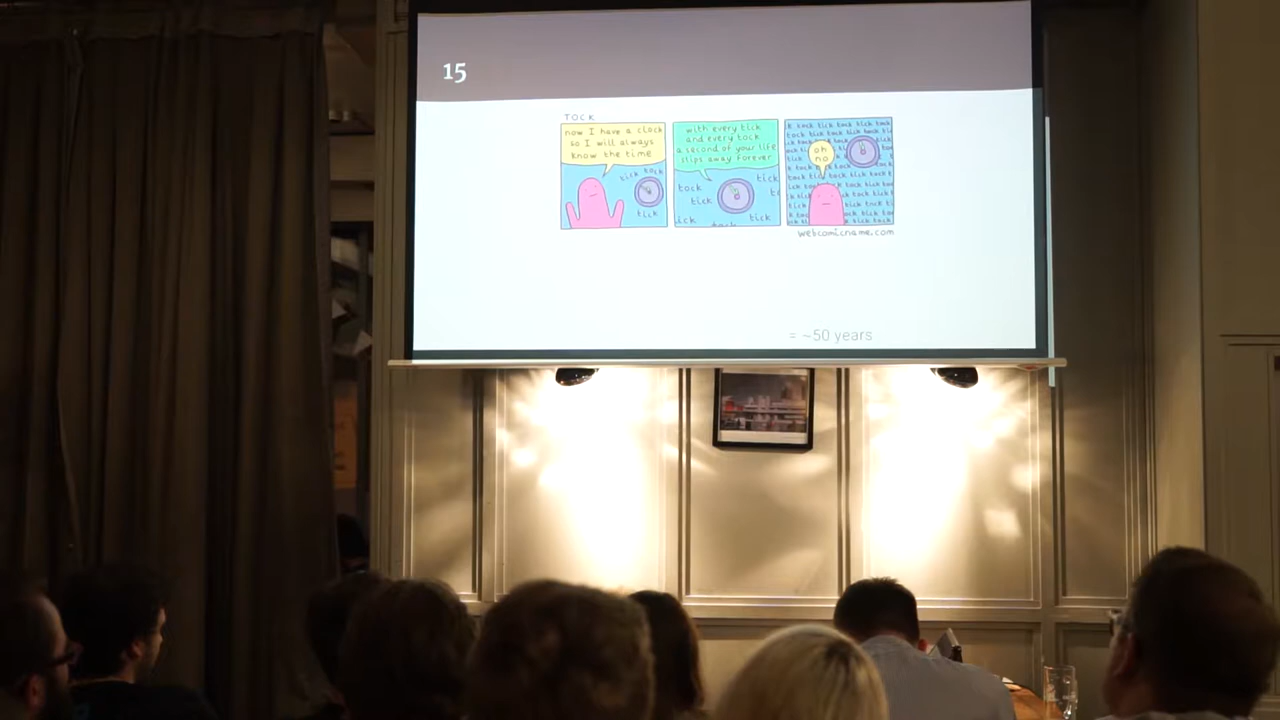 15
TOCK
now I have a clock
so I will always
know the time
tick tock
tick
with every tick
and every tock
a second of your life
slips away forever
tick
tock
tick
tick
oh
no
webcomicname.com
= ~50 years